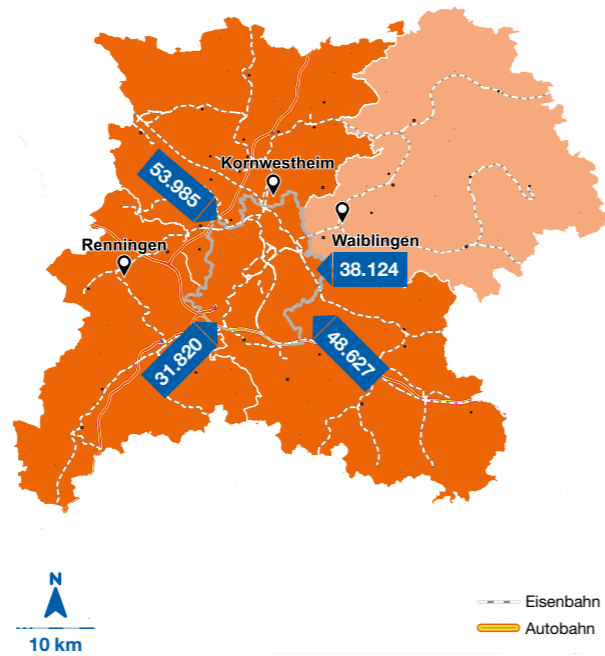 Kornwestheim
53.985
Renningen
Waiblingen
38.124
31.820
48.627
N
10 km
Eisenbahn
Autobahn